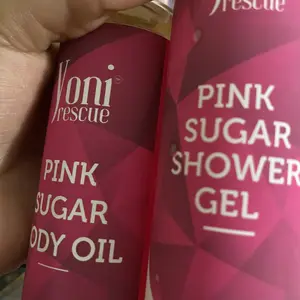 Yoni
rescue
PINK
SUGAR
ODY OIL
rescue
PINK
SUGAR
SHOWER
GEL